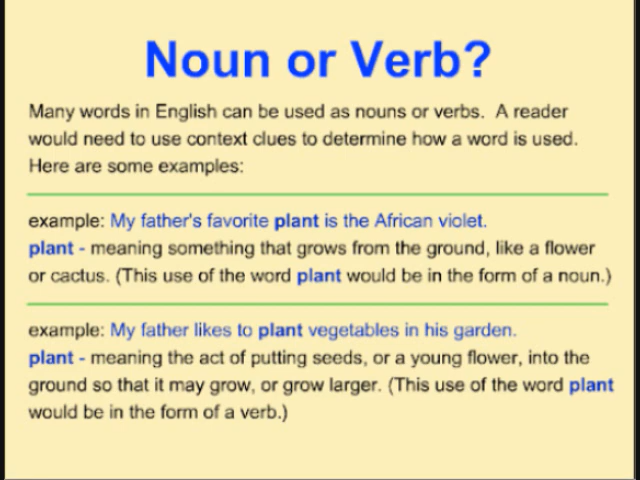 Noun or Verb?
Many words in English can be used as nouns or verbs.  A reader
would need to use context clues to determine how a word is used.
Here are some examples:
example: My father's favorite plant is the African violet.
plant - meaning something that grows from the ground, like a flower
or cactus. (This use of the word plant would be in the form of a noun.)
example: My father likes to plant vegetables in his garden.
plant - meaning the act of putting seeds, or a young flower, into the
ground so that it may grow, or grow larger. (This use of the word plant
would be in the form of a verb.)